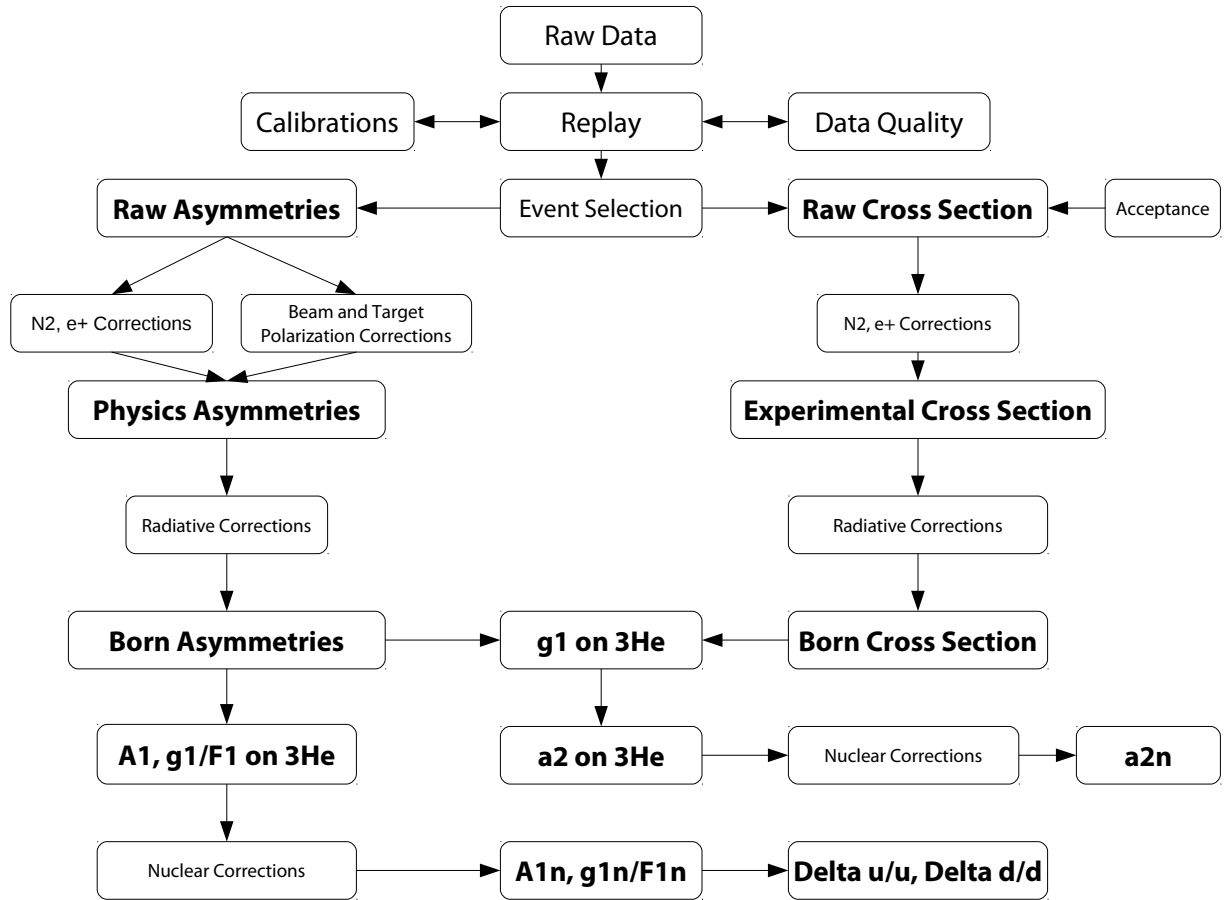 Raw Data
Calibrations
Replay
Data Quality
Raw Asymmetries
Event Selection
Raw Cross Section
Acceptance
N2, e+ Corrections
Beam and Target
Polarization Corrections
N2, e+ Corrections
Physics Asymmetries
Experimental Cross Section
Radiative Corrections
Radiative Corrections
Born Asymmetries
g1 on 3He
Born Cross Section
A1, g1/F1 on 3He
a2 on 3He
Nuclear Corrections
a2n
Nuclear Corrections
A1n, g1n/F1n
Delta u/u, Delta d/d